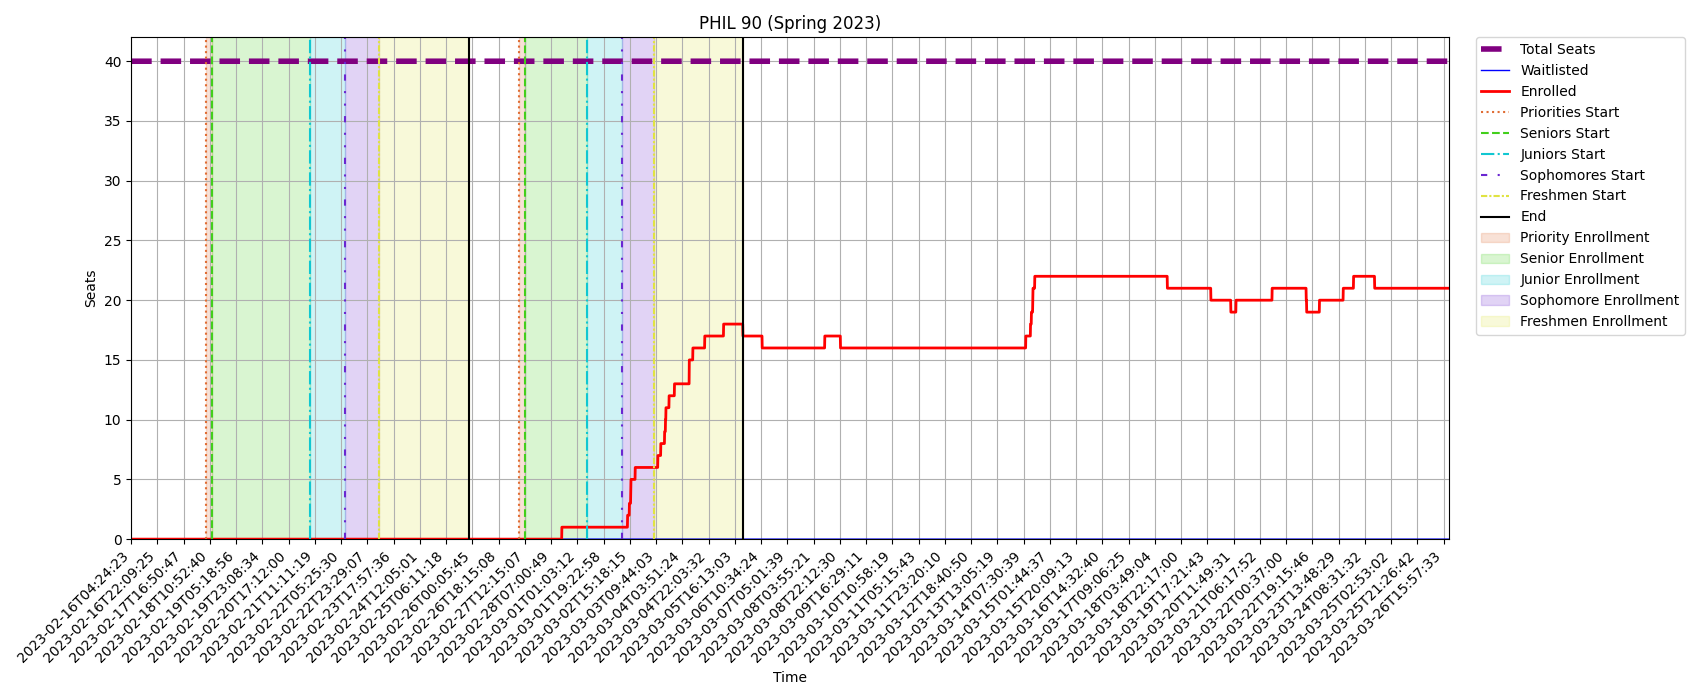 PHIL 90 (Spring 2023)
Seats
40
35
30
25
20
15
10
5
0
2023-02-16T04:24:23
2023-02-16T22:09:25
2023-02-17T16:50:47
2023-02-18T10:52:40
2023-02-19T05:18:56
2023-02-19T23:08:34
2023-02-20T17:12:00
2023-02-21T11:11:19
2023-02-22T05:25:30
2023-02-22T23:29:07
2023-02-23T17:57:36
2023-02-24T12:05:01
2023-02-25T06:11:18
2023-02-26T00:05:45
2023-02-26T18:15:08
2023-02-27T12:15:07
2023-02-28T07:00:49
2023-03-01T01:03:12
2023-03-01T19:22:58
2023-03-02T15:18:15
2023-03-03T09:44:03
2023-03-04T03:51:24
2023-03-04T22:03:32
2023-03-05T16:13:03
2023-03-06T10:34:24
2023-03-07T05:01:39
2023-03-08T03:55:21
2023-03-08T22:12:30
2023-03-09T16:29:11
2023-03-10T10:58:19
2023-03-11T05:15:43
2023-03-11T23:20:10
2023-03-12T18:40:50
2023-03-13T13:05:19
2023-03-14T07:30:39
2023-03-15T01:44:37
2023-03-15T20:09:13
2023-03-16T14:32:40
2023-03-17T09:06:25
2023-03-18T03:49:04
2023-03-18T22:17:00
2023-03-19T17:21:43
2023-03-20T11:49:31
2023-03-21T06:17:52
2023-03-22T00:37:00
2023-03-22T19:15:46
2023-03-23T13:48:29
2023-03-24T08:31:32
2023-03-25T02:53:02
2023-03-25T21:26:42
2023-03-26T15:57:33
Time
Total Seats
Waitlisted
Enrolled
Priorities Start
Seniors Start
Juniors Start
Sophomores Start
Freshmen Start
End
Priority Enrollment
Senior Enrollment
Junior Enrollment
Sophomore Enrollment
Freshmen Enrollment